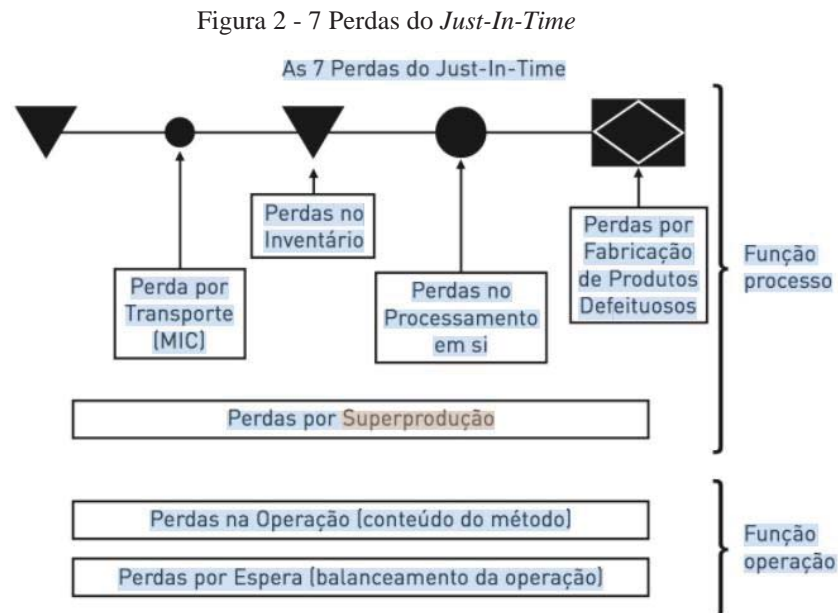 Figura 2 - 7 Perdas do Just-In-Time
As 7 Perdas do Just-In-Time
Perdas no
Inventário
Perda por
Transporte
(MIC)
Perdas no
Processamento
em si
Perdas por
Fabricação
de Produtos
Defeituosos
Função
processo
Perdas por Superprodução
Perdas na Operação (conteúdo do método)
Perdas por Espera (balanceamento da operação)
Função
operação